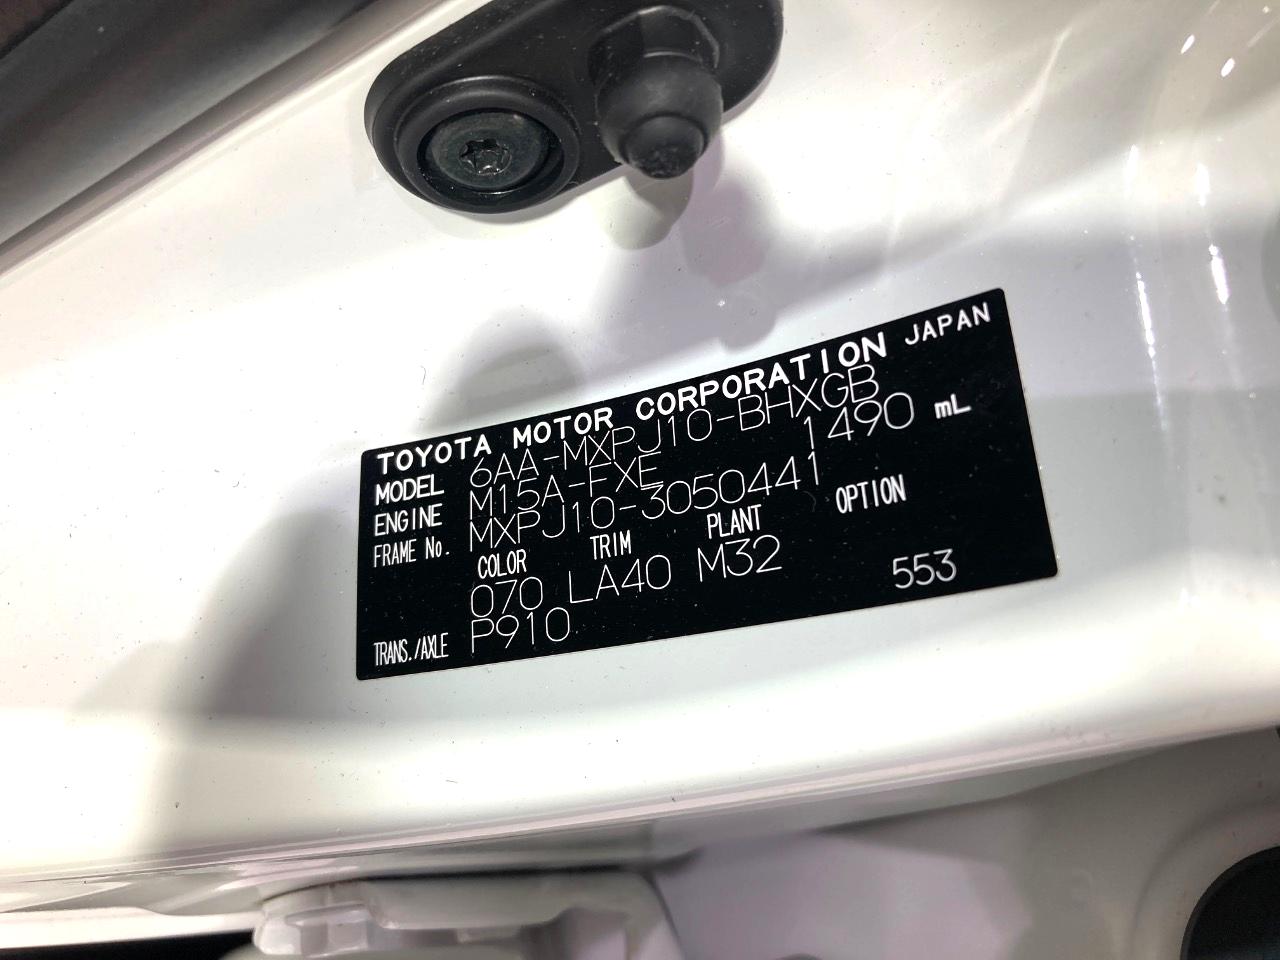 TOYOTA MOTOR CORPORATION JAPAN
MODEL 6AA-MXPJ10-BHXGB
ENGINE M15A-FXE 1490 mL
FRAME No. MXPJ10-3050441
COLOR TRIM PLANT OPTION
070 LA40 M32 553
TRANS./AXLE P910